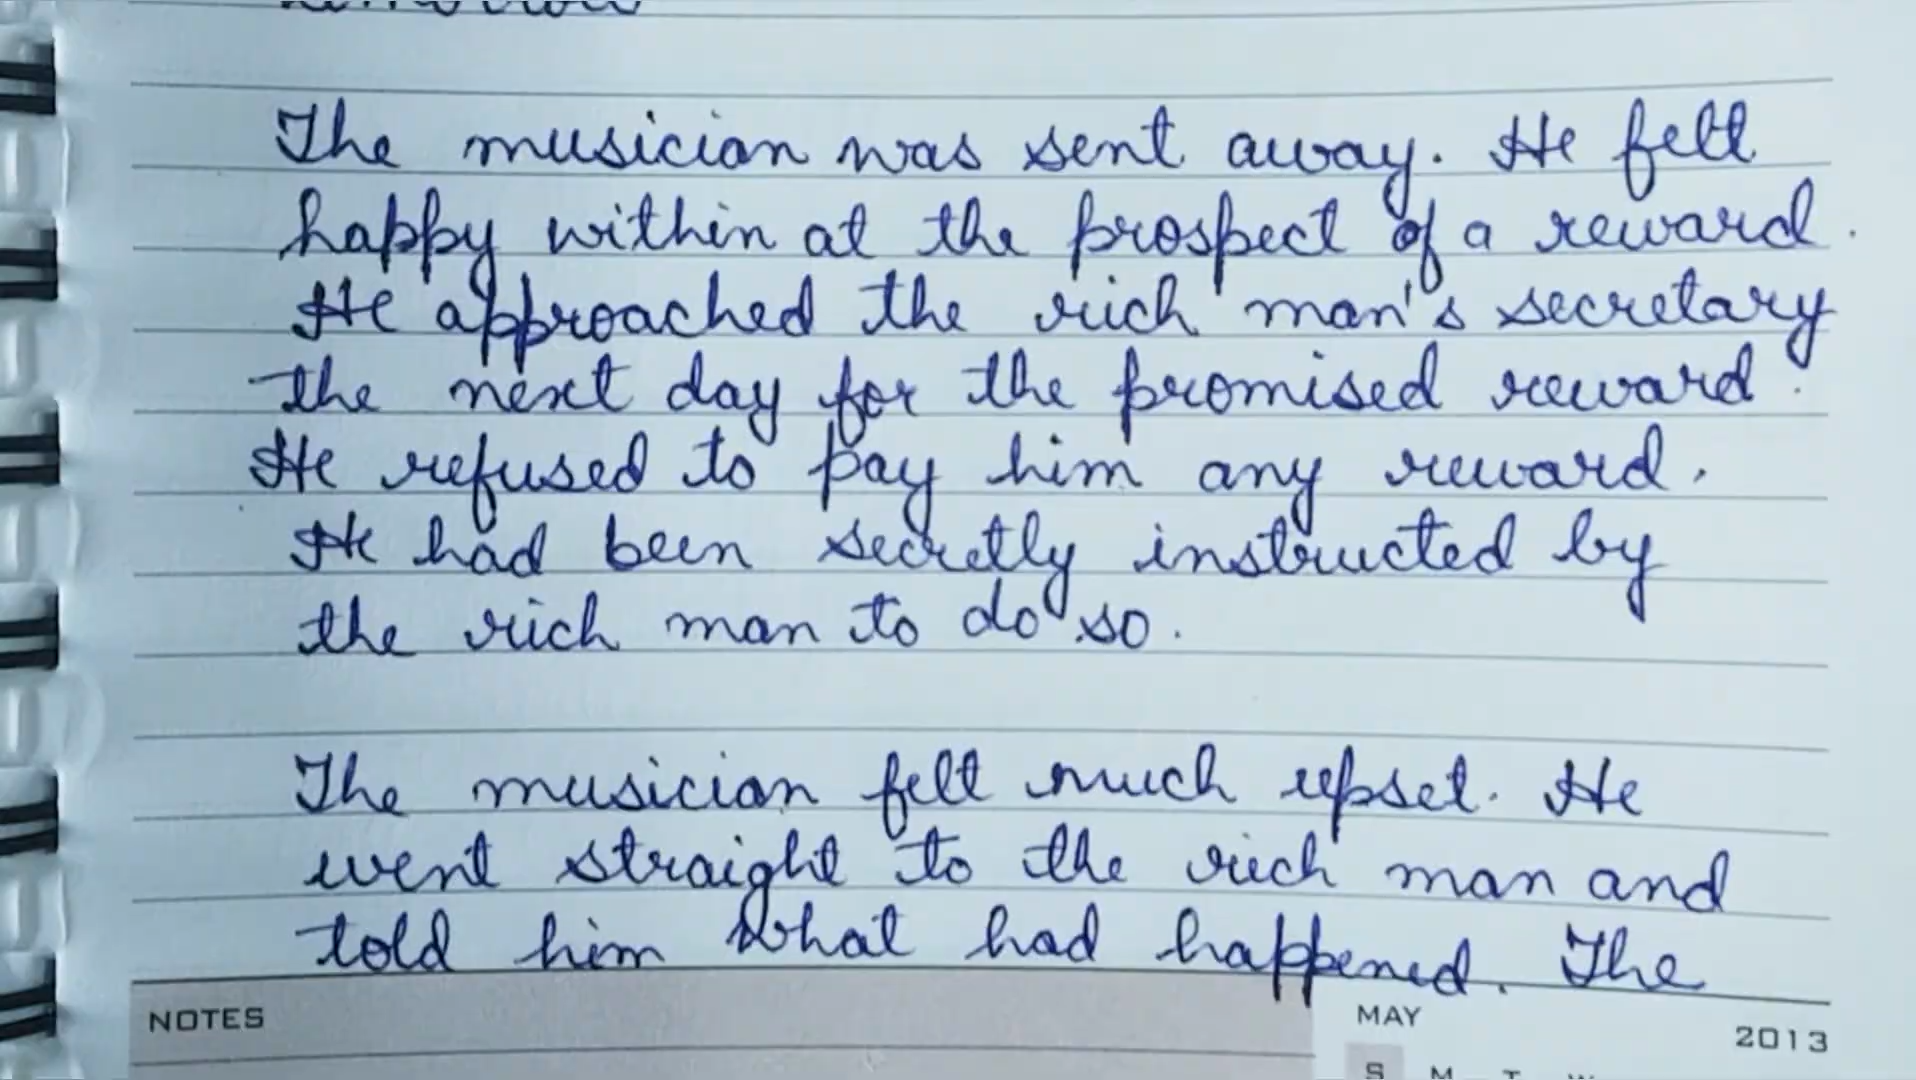 tomorrow
The musician was sent away. He felt
happy within at the prospect of a reward.
He approached the rich man's secretary
the next day for the promised reward.
He refused to pay him any reward.
He had been secretly instructed by
the rich man to do so.
The musician felt much upset. He
went straight to the rich man and
told him what had happened. The
NOTES
MAY
2013
S M T W